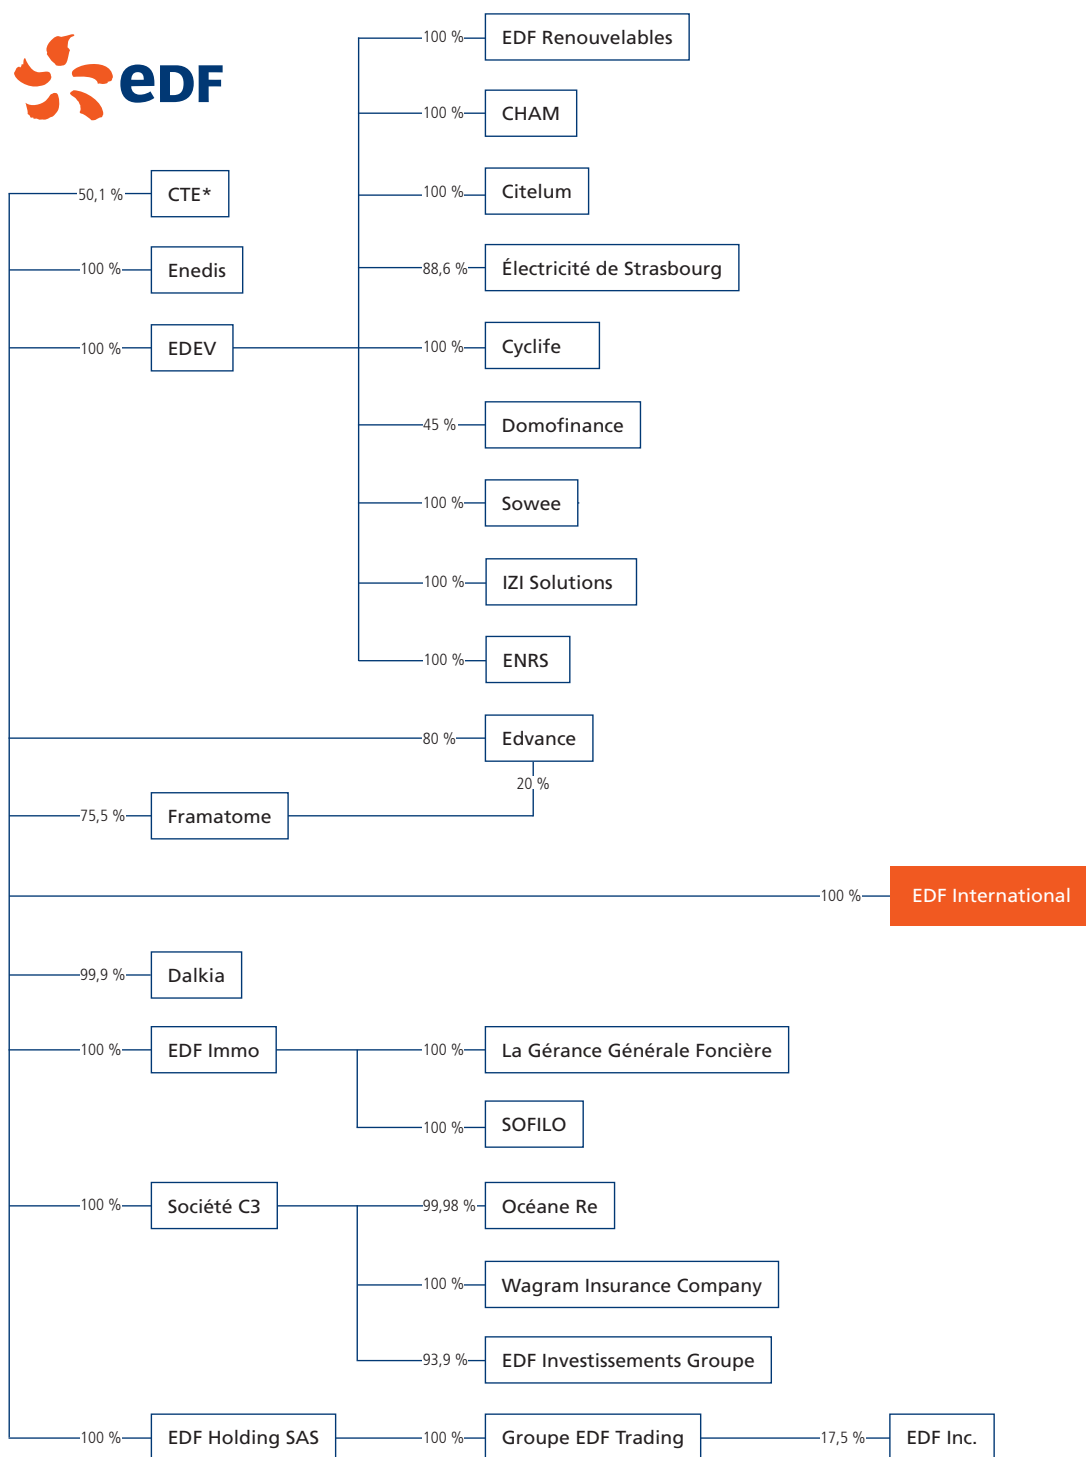 100 % EDF Renouvelables
eDF
100 % CHAM
50,1 % CTE*
100 % Citelum
100 % Enedis
88,6 % Électricité de Strasbourg
100 % EDEV
100 % Cyclife
45 % Domofinance
100 % Sowee
100 % IZI Solutions
100 % ENRS
80 % Edvance
20 %
75,5 % Framatome
100 % EDF International
99,9 % Dalkia
100 % EDF Immo
100 % La Gérance Générale Foncière
100 % SOFILO
100 % Société C3
99,98 % Océane Re
100 % Wagram Insurance Company
93,9 % EDF Investissements Groupe
100 % EDF Holding SAS
100 % Groupe EDF Trading
17,5 % EDF Inc.